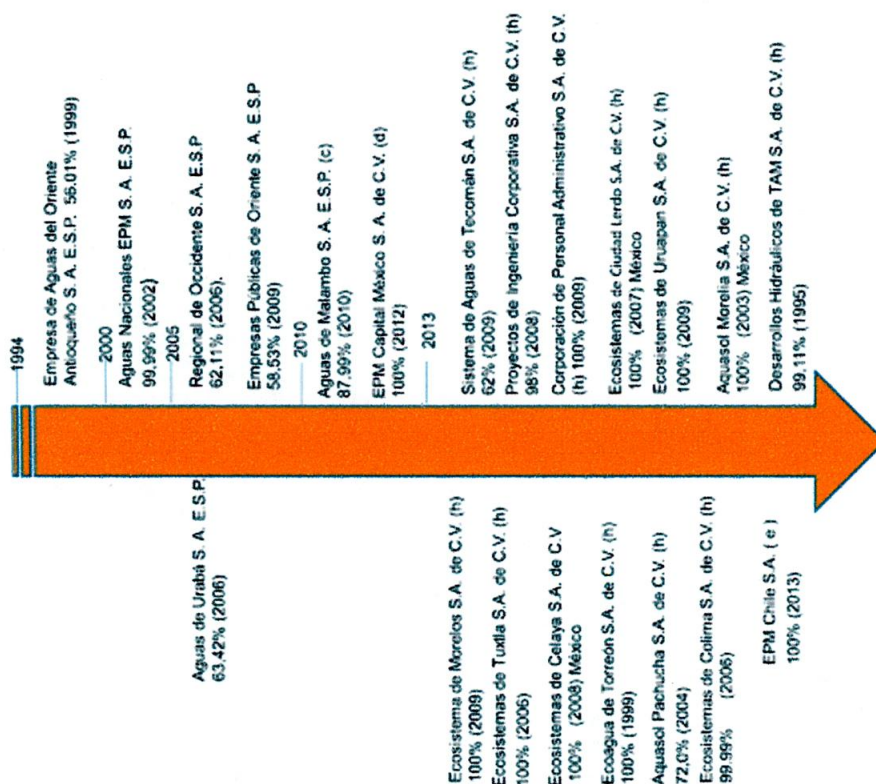 1994
Empresa de Aguas del Oriente
Antioqueño S. A. E.S.P. 56.01% (1999)
2000
Aguas Nacionales EPM S. A. E.S.P.
99.99% (2002)
2005
Regional de Occidente S. A. E.S.P
62,11% (2006).
Empresas Públicas de Oriente S. A. E.S.P
58.53% (2009)
2010
Aguas de Malambo S. A. E.S.P. (c)
87.99% (2010)
EPM Capital México S. A. de C.V. (d)
100% (2012)
2013
Sistema de Aguas de Tecomán S.A. de C.V. (h)
62% (2009)
Proyectos de Ingeniería Corporativa S.A. de C.V. (h)
98% (2008)
Corporación de Personal Administrativo S.A. de C.V.
(h) 100% (2009)
Ecosistemas de Ciudad Lerdo S.A. de C.V. (h)
100% (2007) México
Ecosistemas de Uruapan S.A. de C.V. (h)
100% (2009)
Aquasol Morelia S.A. de C.V. (h)
100% (2003) México
Desarrollos Hidráulicos de TAM S.A. de C.V. (h)
99.11% (1995)
Aguas de Urabá S. A. E.S.P.
63.42% (2006)
Ecosistema de Morelos S.A. de C.V. (h)
100% (2009)
Ecosistemas de Tuxtla S.A. de C.V. (h)
100% (2006)
Ecosistemas de Celaya S.A. de C.V
100% (2008) México
Ecoagua de Torreón S.A. de C.V. (h)
100% (1999)
Aquasol Pachucha S.A. de C.V. (h)
72,0% (2004)
Ecosistemas de Colima S.A. de C.V. (h)
99.99% (2006)
EPM Chile S.A. ( e )
100% (2013)